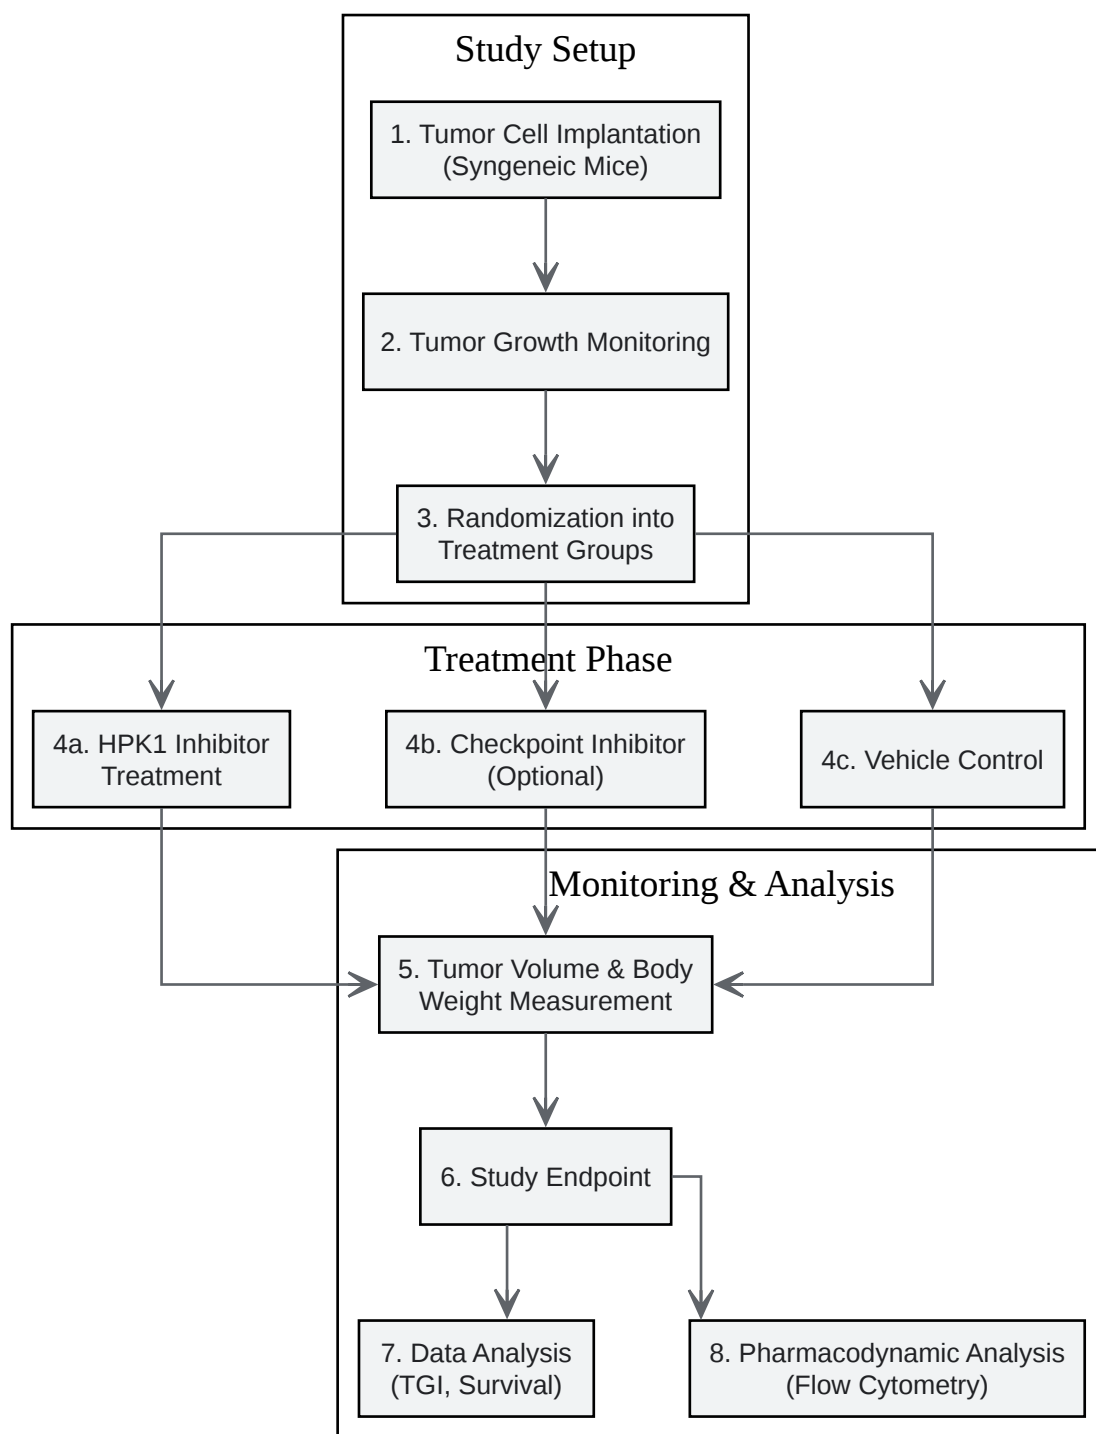 Study Setup
1. Tumor Cell Implantation
(Syngeneic Mice)
2. Tumor Growth Monitoring
3. Randomization into
Treatment Groups
Treatment Phase
4a. HPK1 Inhibitor
Treatment
4b. Checkpoint Inhibitor
(Optional)
4c. Vehicle Control
Monitoring & Analysis
5. Tumor Volume & Body
Weight Measurement
6. Study Endpoint
7. Data Analysis
(TGI, Survival)
8. Pharmacodynamic Analysis
(Flow Cytometry)